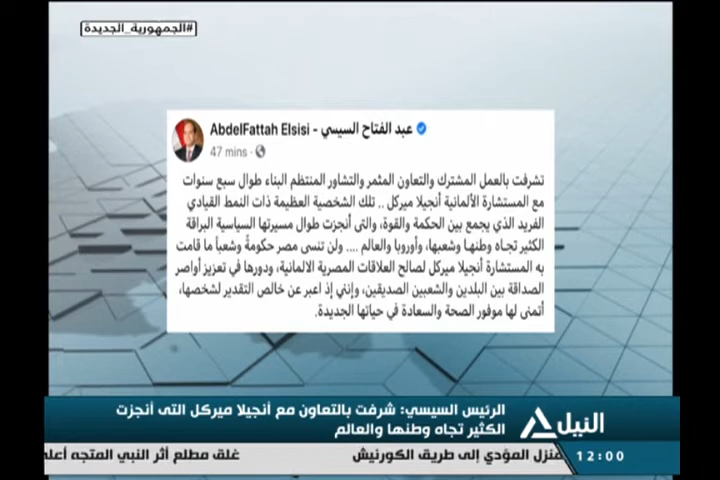 #الجمهورية_الجديدة
AbdelFattah Elsisi - عبد الفتاح السيسي
47 mins ·
تشرفت بالعمل المشترك والتعاون المثمر والتشاور المنتظم البناء طوال سبع سنوات
مع المستشارة الألمانية أنجيلا ميركل .. تلك الشخصية العظيمة ذات النمط القيادي
الفريد الذي يجمع بين الحكمة والقوة، والتى أنجزت طوال مسيرتها السياسية البراقة
الكثير تجاه وطنها وشعبها، وأوروبا والعالم .... ولن تنسى مصر حكومةً وشعباً ما قامت
به المستشارة أنجيلا ميركل لصالح العلاقات المصرية الالمانية، ودورها في تعزيز أواصر
الصداقة بين البلدين والشعبين الصديقين، وإنني إذ اعبر عن خالص التقدير لشخصها،
أتمنى لها موفور الصحة والسعادة في حياتها الجديدة.
الرئيس السيسي: شرفت بالتعاون مع أنجيلا ميركل التى أنجزت
الكثير تجاه وطنها والعالم
النيل
12:00
منزل المؤدي إلى طريق الكورنيش
غلق مطلع أثر النبي المتجه أعلى